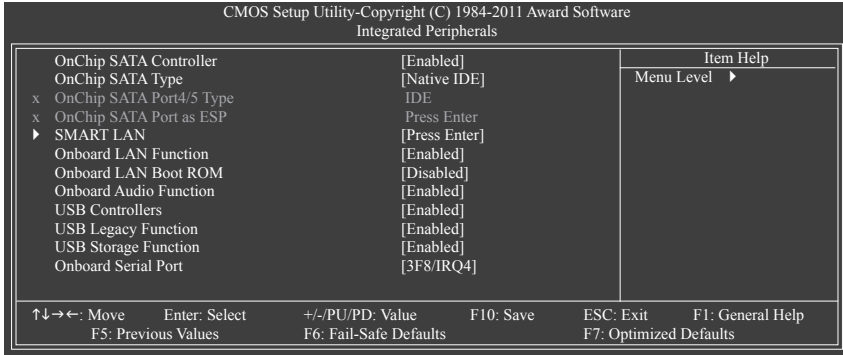 CMOS Setup Utility-Copyright (C) 1984-2011 Award Software
Integrated Peripherals
OnChip SATA Controller [Enabled] Item Help
OnChip SATA Type [Native IDE] Menu Level ▶
x OnChip SATA Port4/5 Type IDE
x OnChip SATA Port as ESP Press Enter
▶ SMART LAN [Press Enter]
Onboard LAN Function [Enabled]
Onboard LAN Boot ROM [Disabled]
Onboard Audio Function [Enabled]
USB Controllers [Enabled]
USB Legacy Function [Enabled]
USB Storage Function [Enabled]
Onboard Serial Port [3F8/IRQ4]
↑↓→←: Move Enter: Select +/-/PU/PD: Value F10: Save ESC: Exit F1: General Help
F5: Previous Values F6: Fail-Safe Defaults F7: Optimized Defaults